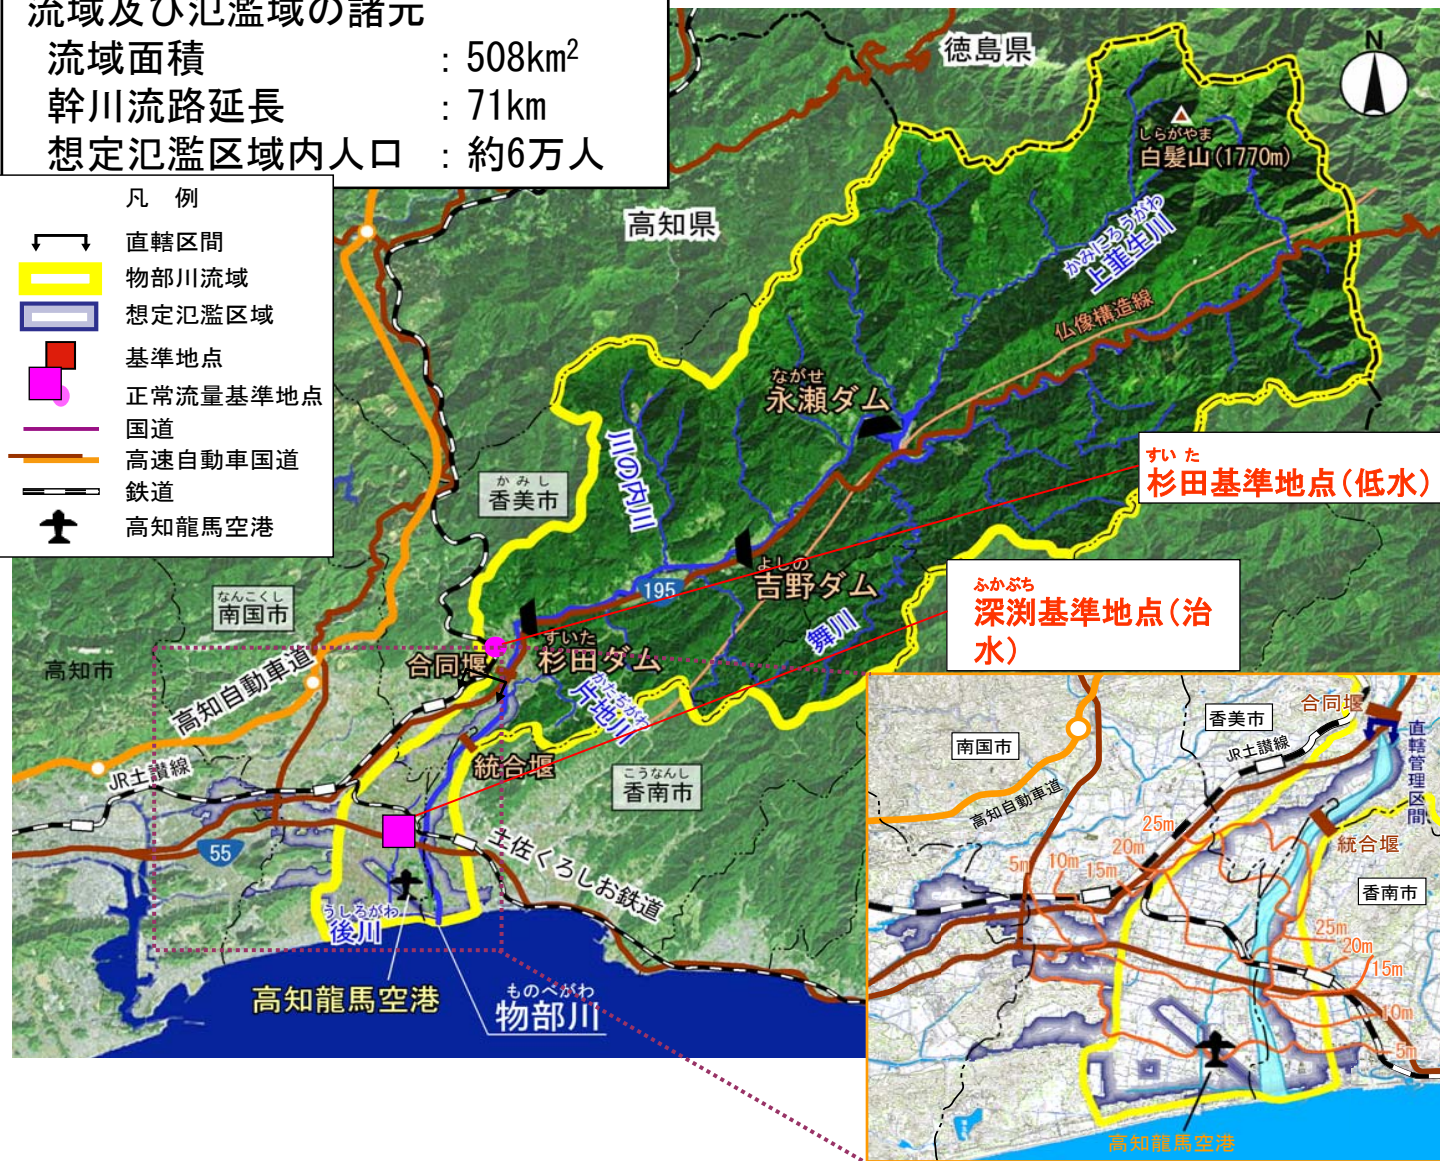 流域及び氾濫域の諸元
流域面積 : 508km²
幹川流路延長 : 71km
想定氾濫区域内人口 : 約6万人
凡 例
直轄区間
物部川流域
想定氾濫区域
基準地点
正常流量基準地点
国道
高速自動車国道
鉄道
高知龍馬空港
徳島県
N
しらがやま
白髪山(1770m)
高知県
かみにろうがわ
上韮生川
仏像構造線
ながせ
永瀬ダム
川の内川
かみし
香美市
すいた
杉田基準地点(低水)
よしの
吉野ダム
195
ふかぶち
深渕基準地点(治
水)
舞川
なんこくし
南国市
高知市
すいた
杉田ダム
合同堰
かたちがわ
片地川
高知自動車道
JR土讃線
統合堰
こうなんし
香南市
55
土佐くろしお鉄道
うしろがわ
後川
高知龍馬空港
ものべがわ
物部川
合同堰
香美市
南国市
JR土讃線
直轄管理区間
高知自動車道
25m
20m
15m
10m
5m
統合堰
香南市
25m
20m
15m
10m
5m
高知龍馬空港